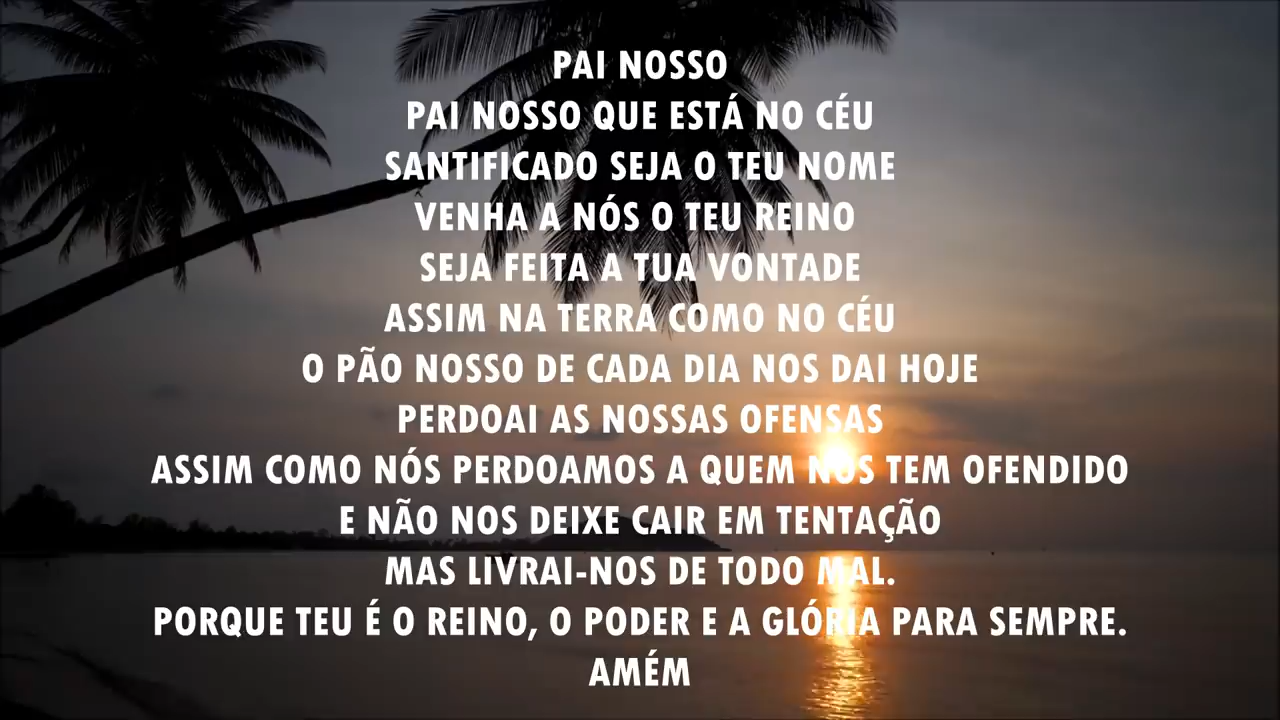 PAI NOSSO
PAI NOSSO QUE ESTÁ NO CÉU
SANTIFICADO SEJA O TEU NOME
VENHA A NÓS O TEU REINO
SEJA FEITA A TUA VONTADE
ASSIM NA TERRA COMO NO CÉU
O PÃO NOSSO DE CADA DIA NOS DAI HOJE
PERDOAI AS NOSSAS OFENSAS
ASSIM COMO NÓS PERDOAMOS A QUEM NOS TEM OFENDIDO
E NÃO NOS DEIXE CAIR EM TENTAÇÃO
MAS LIVRAI-NOS DE TODO MAL.
PORQUE TEU É O REINO, O PODER E A GLÓRIA PARA SEMPRE.
AMÉM